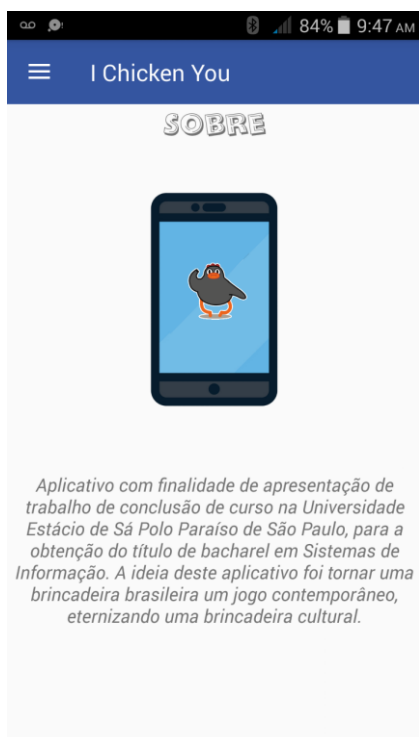 84% 9:47 AM
I Chicken You
SOBRE
Aplicativo com finalidade de apresentação de
trabalho de conclusão de curso na Universidade
Estácio de Sá Polo Paraíso de São Paulo, para a
obtenção do título de bacharel em Sistemas de
Informação. A ideia deste aplicativo foi tornar uma
brincadeira brasileira um jogo contemporâneo,
eternizando uma brincadeira cultural.